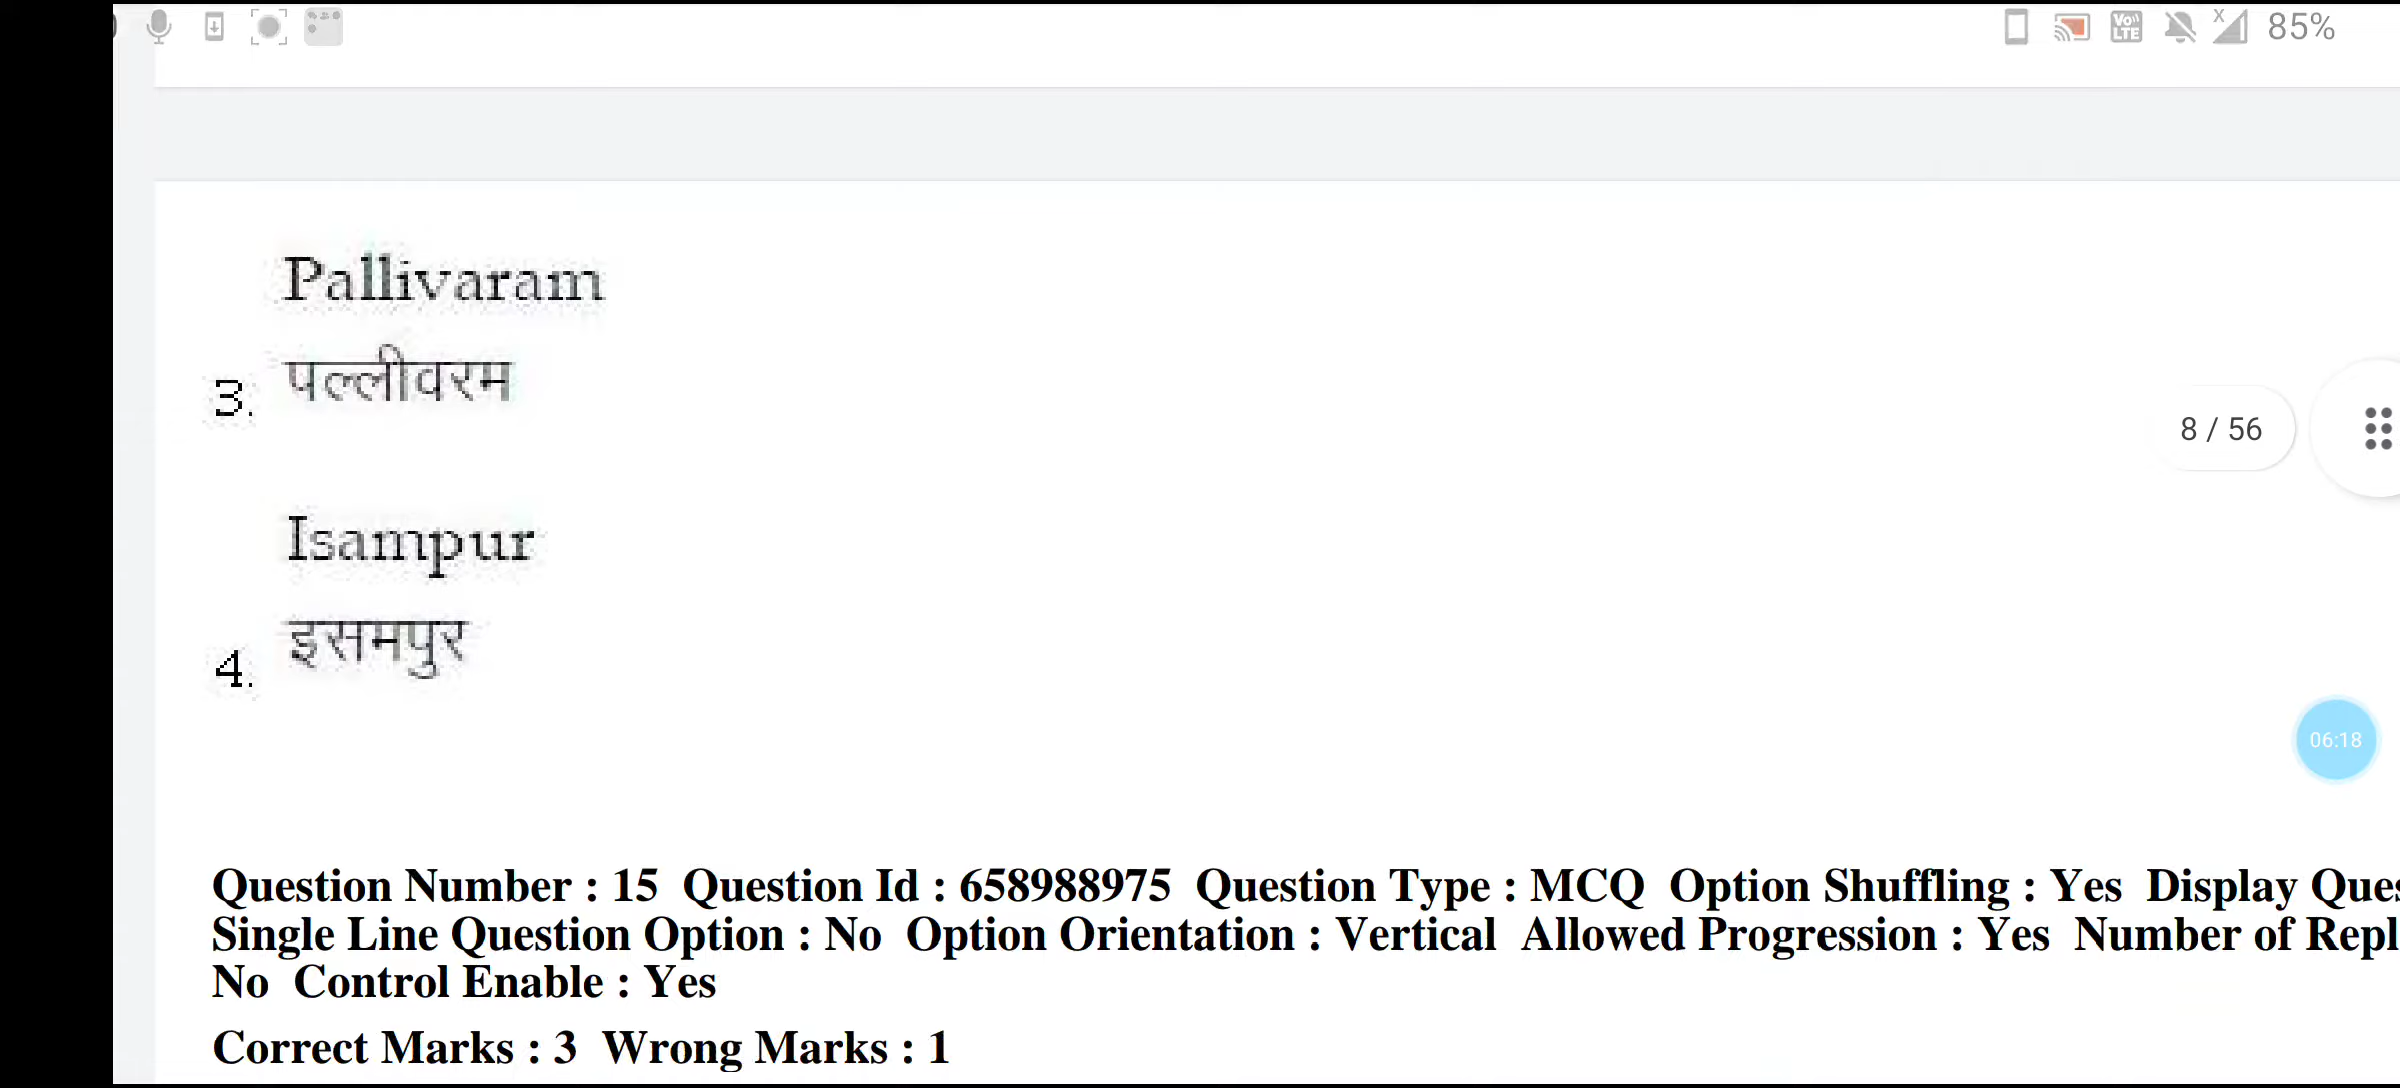 85%
Pallivaram
3. पल्लीवरम
8 / 56
Isampur
4. इसमपुर
06:18
Question Number : 15 Question Id : 658988975 Question Type : MCQ Option Shuffling : Yes Display Ques
Single Line Question Option : No Option Orientation : Vertical Allowed Progression : Yes Number of Repl
No Control Enable : Yes
Correct Marks : 3 Wrong Marks : 1